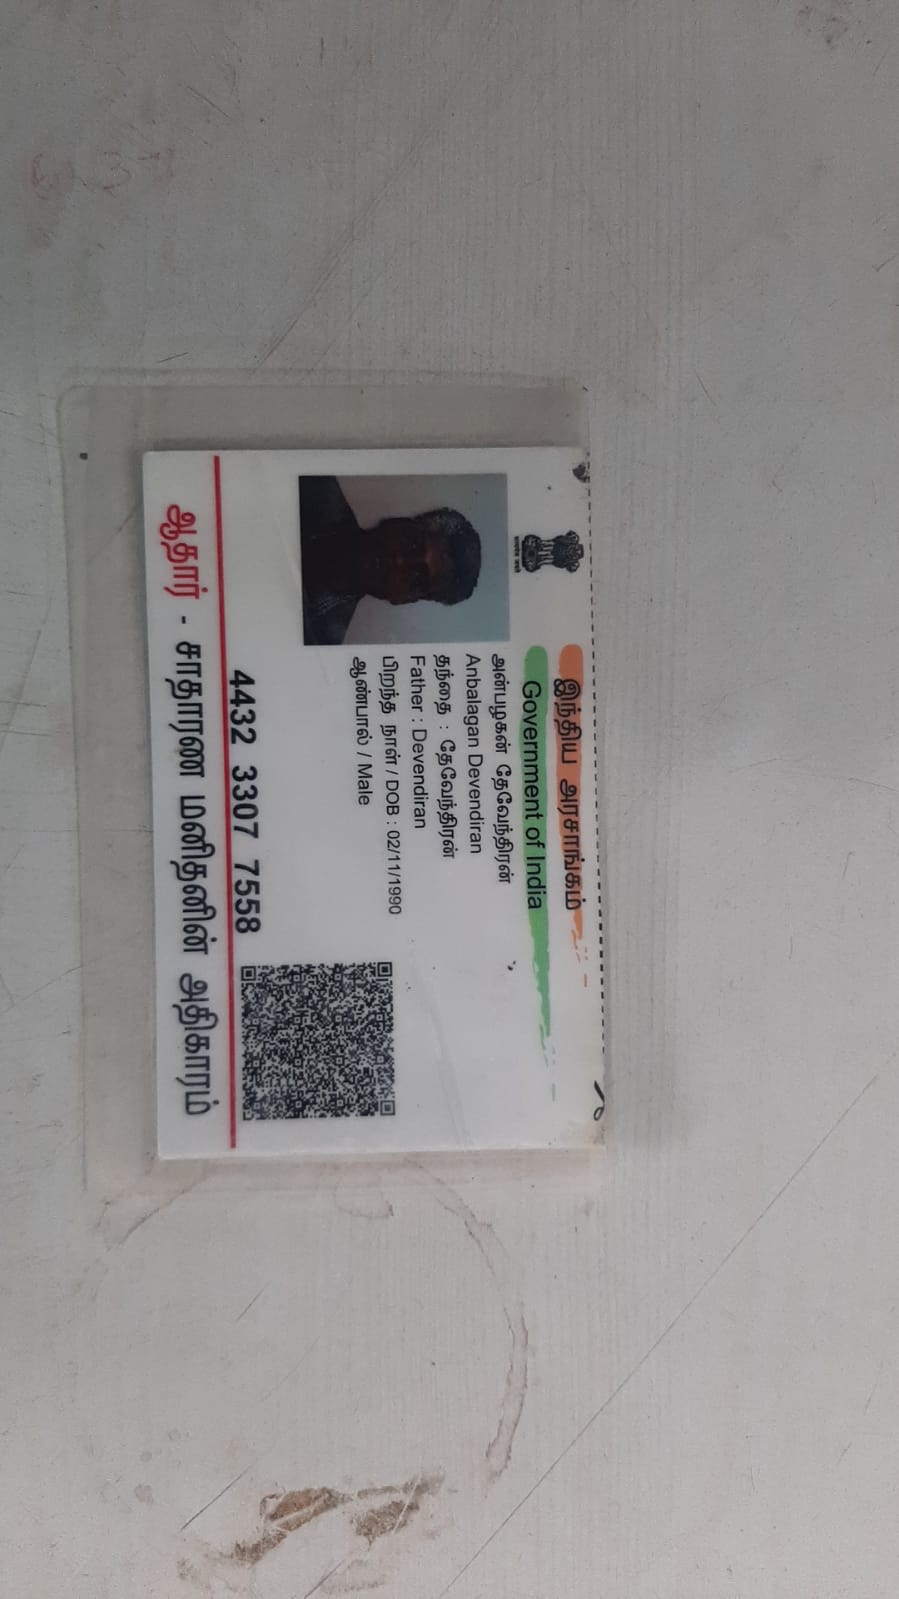 இந்திய அரசாங்கம்
Government of India
அன்பழகன் தேவேந்திரன்
Anbalagan Devendiran
தந்தை : தேவேந்திரன்
Father : Devendiran
பிறந்த நாள் / DOB : 02/11/1990
ஆண்பால் / Male
4432 3307 7558
ஆதார் - சாதாரண மனிதனின் அதிகாரம்